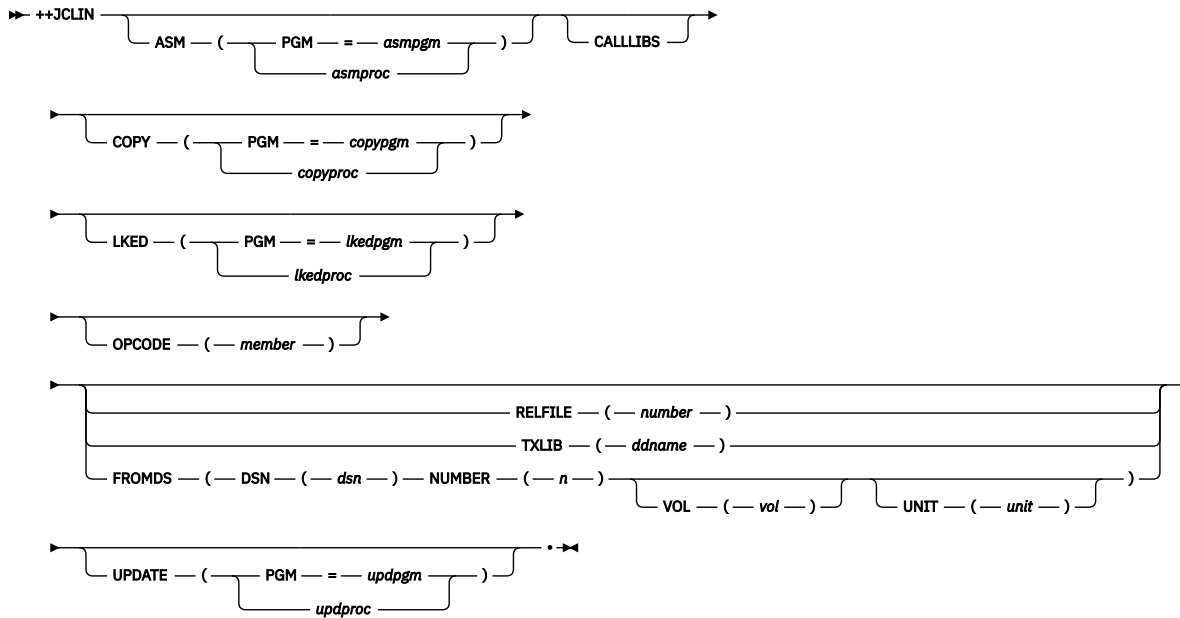 ++JCLIN
ASM ( PGM = asmpgm )
asmproc
CALLLIBS
COPY ( PGM = copypgm )
copyproc
LKED ( PGM = lkedpgm )
lkedproc
OPCODE ( member )
RELFILE ( number )
TXLIB ( ddname )
FROMDS ( DSN ( dsn ) NUMBER ( n ) )
VOL ( vol ) UNIT ( unit )
UPDATE ( PGM = updpgm ) .
updproc